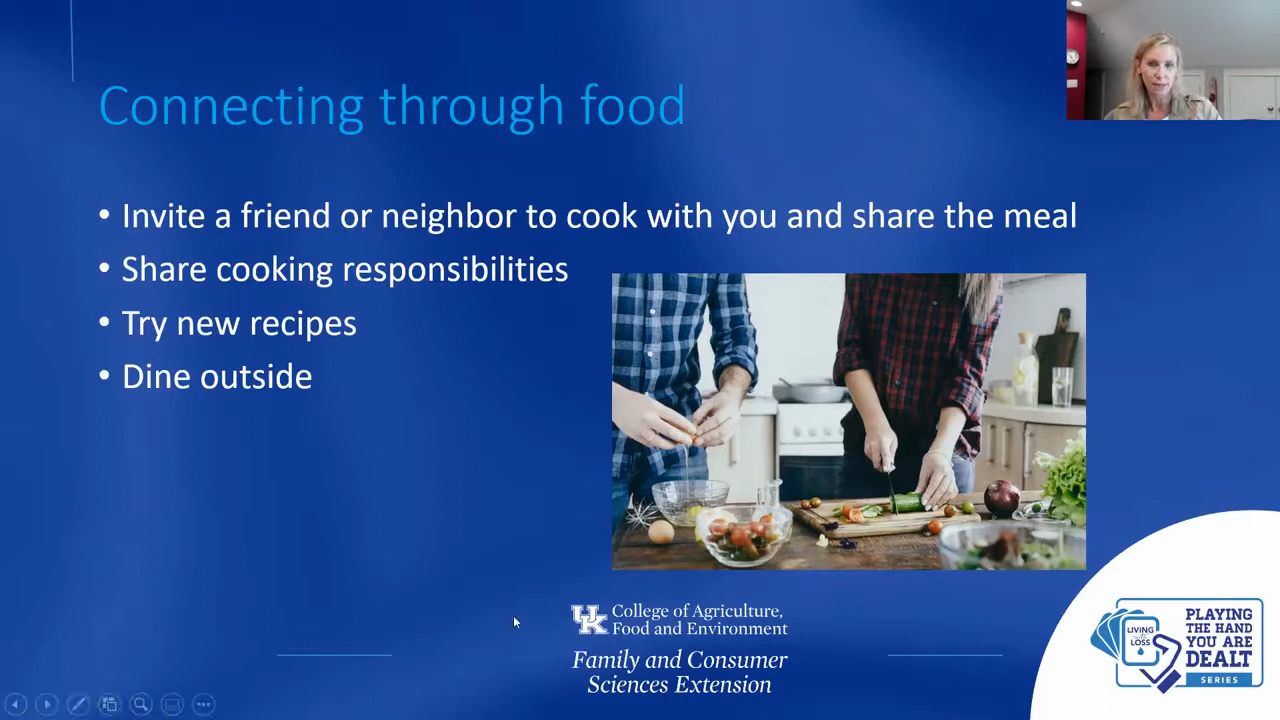 Connecting through food
• Invite a friend or neighbor to cook with you and share the meal
• Share cooking responsibilities
• Try new recipes
• Dine outside
UK College of Agriculture,
Food and Environment
Family and Consumer
Sciences Extension
LIVING
with
LOSS
PLAYING
THE HAND
YOU ARE
DEALT
SERIES